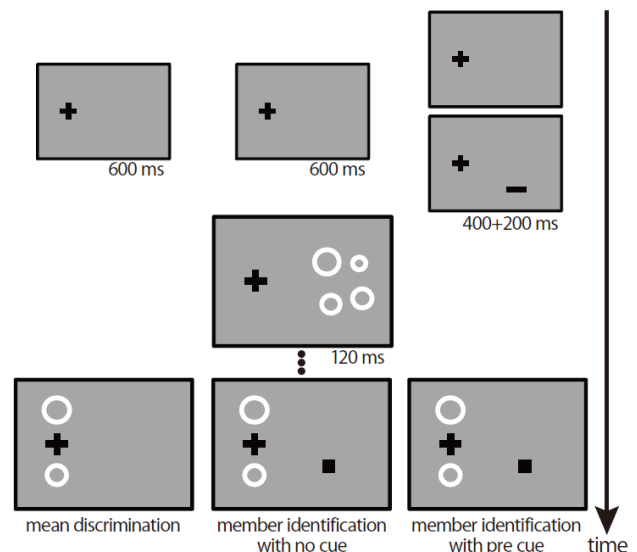 600 ms
600 ms
400+200 ms
120 ms
mean discrimination
member identification
with no cue
member identification
with pre cue
time